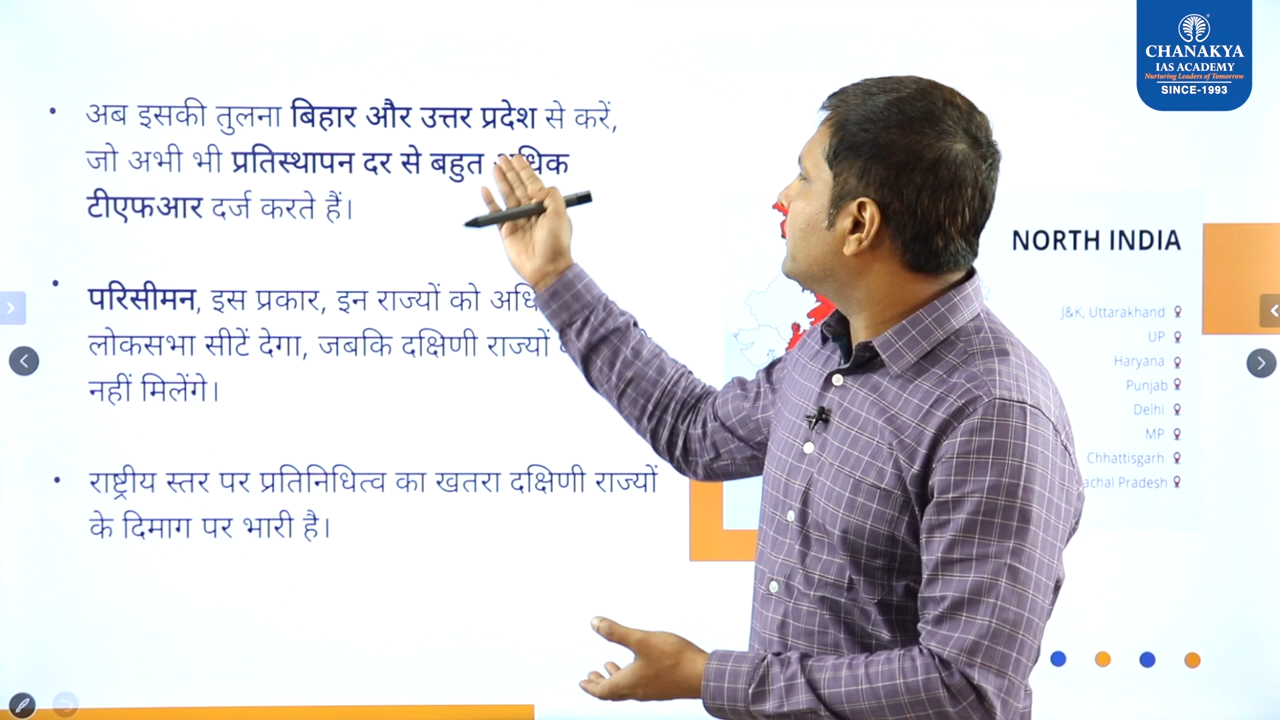 CHANAKYA
IAS ACADEMY
Nurturing Leaders of Tomorrow
SINCE-1993
• अब इसकी तुलना बिहार और उत्तर प्रदेश से करें,
जो अभी भी प्रतिस्थापन दर से बहुत अधिक
टीएफआर दर्ज करते हैं।
• परिसीमन, इस प्रकार, इन राज्यों को
लोकसभा सीटें देगा, जबकि दक्षिणी राज्यों
नहीं मिलेंगे।
• राष्ट्रीय स्तर पर प्रतिनिधित्व का खतरा दक्षिणी राज्यों
के दिमाग पर भारी है।
NORTH INDIA
J&K, Uttarakhand
UP
Haryana
Punjab
Delhi
MP
Chhattisgarh
Pradesh